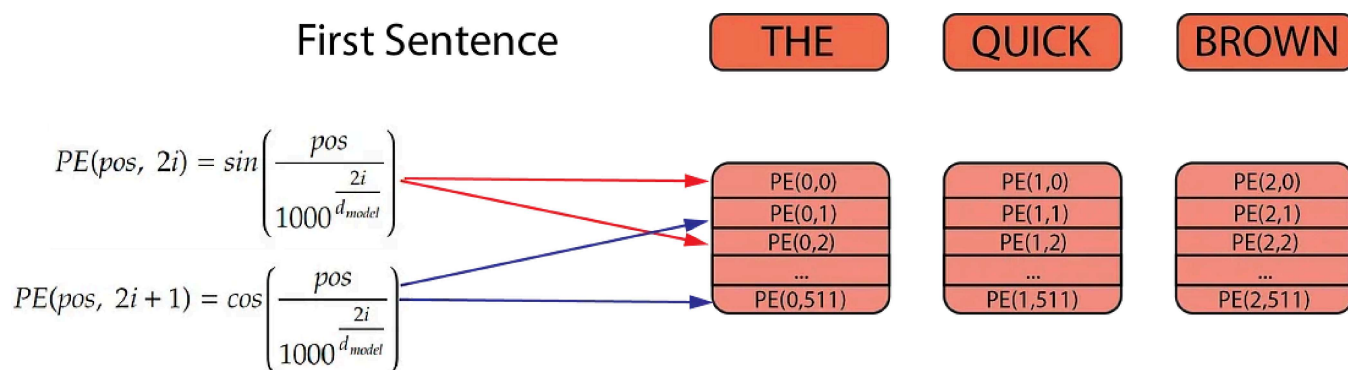 First Sentence THE QUICK BROWN
PE(pos, 2i) = sin(pos / 1000^(2i / d_model))
PE(pos, 2i + 1) = cos(pos / 1000^(2i / d_model))
PE(0,0) PE(1,0) PE(2,0)
PE(0,1) PE(1,1) PE(2,1)
PE(0,2) PE(1,2) PE(2,2)
... ... ...
PE(0,511) PE(1,511) PE(2,511)